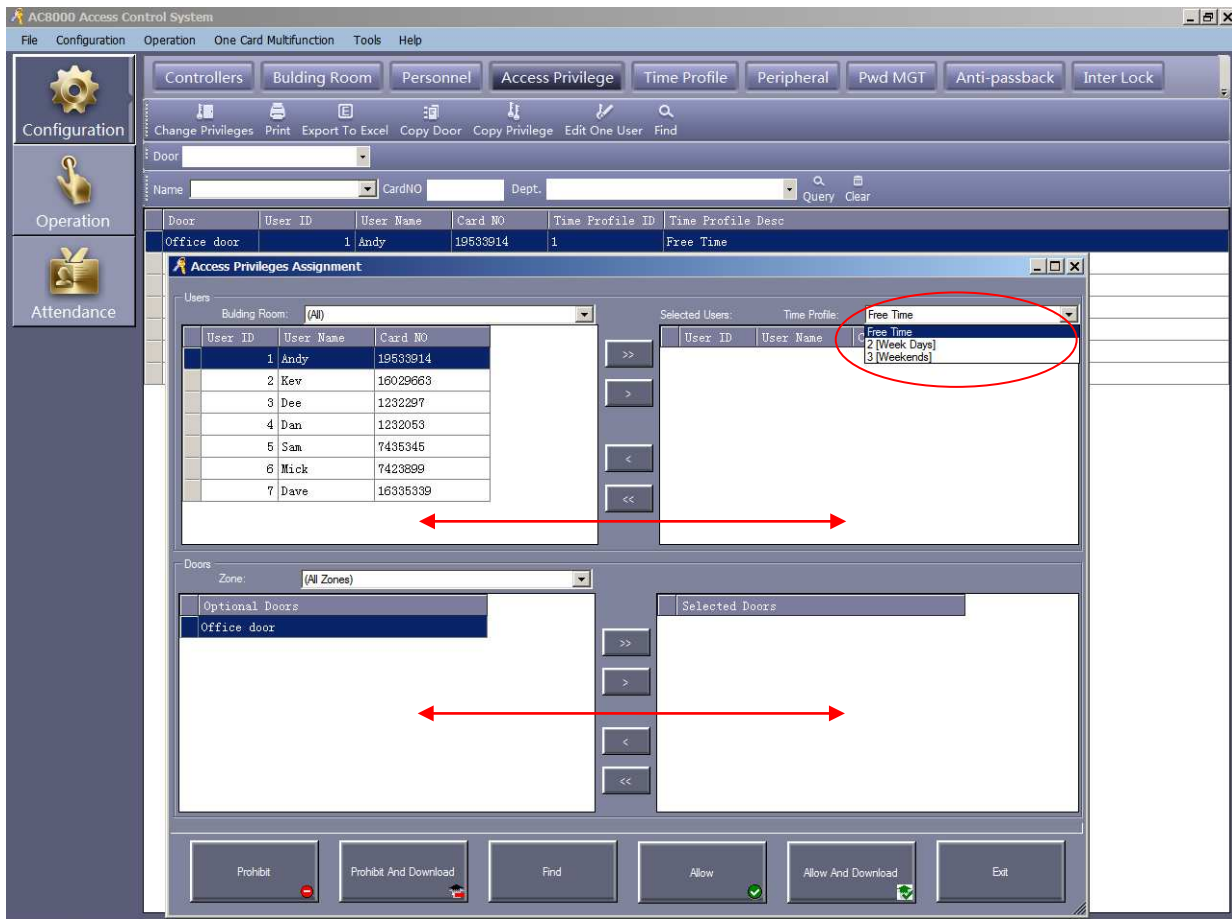 AC8000 Access Control System
File Configuration Operation One Card Multifunction Tools Help
Controllers Bulding Room Personnel Access Privilege Time Profile Peripheral Pwd MGT Anti-passback Inter Lock
Configuration
Change Privileges Print Export To Excel Copy Door Copy Privilege Edit One User Find
Door
Name CardNO Dept. Query Clear
Operation
Door User ID User Name Card NO Time Profile ID Time Profile Desc
Office door 1 Andy 19533914 1 Free Time
Attendance
Access Privileges Assignment
Users
Bulding Room: (All) Selected Users: Time Profile: Free Time
User ID User Name Card NO
User ID User Name C
Free Time
2 [Week Days]
3 [Weekends]
1 Andy 19533914
2 Kev 16029663
3 Dee 1232297
4 Dan 1232053
5 Sam 7435345
6 Mick 7423899
7 Dave 16335339
>>
>
<
<<
Doors
Zone: (All Zones)
Optional Doors Selected Doors
Office door
>>
>
<
<<
Prohibit Prohibit And Download Find Allow Allow And Download Exit